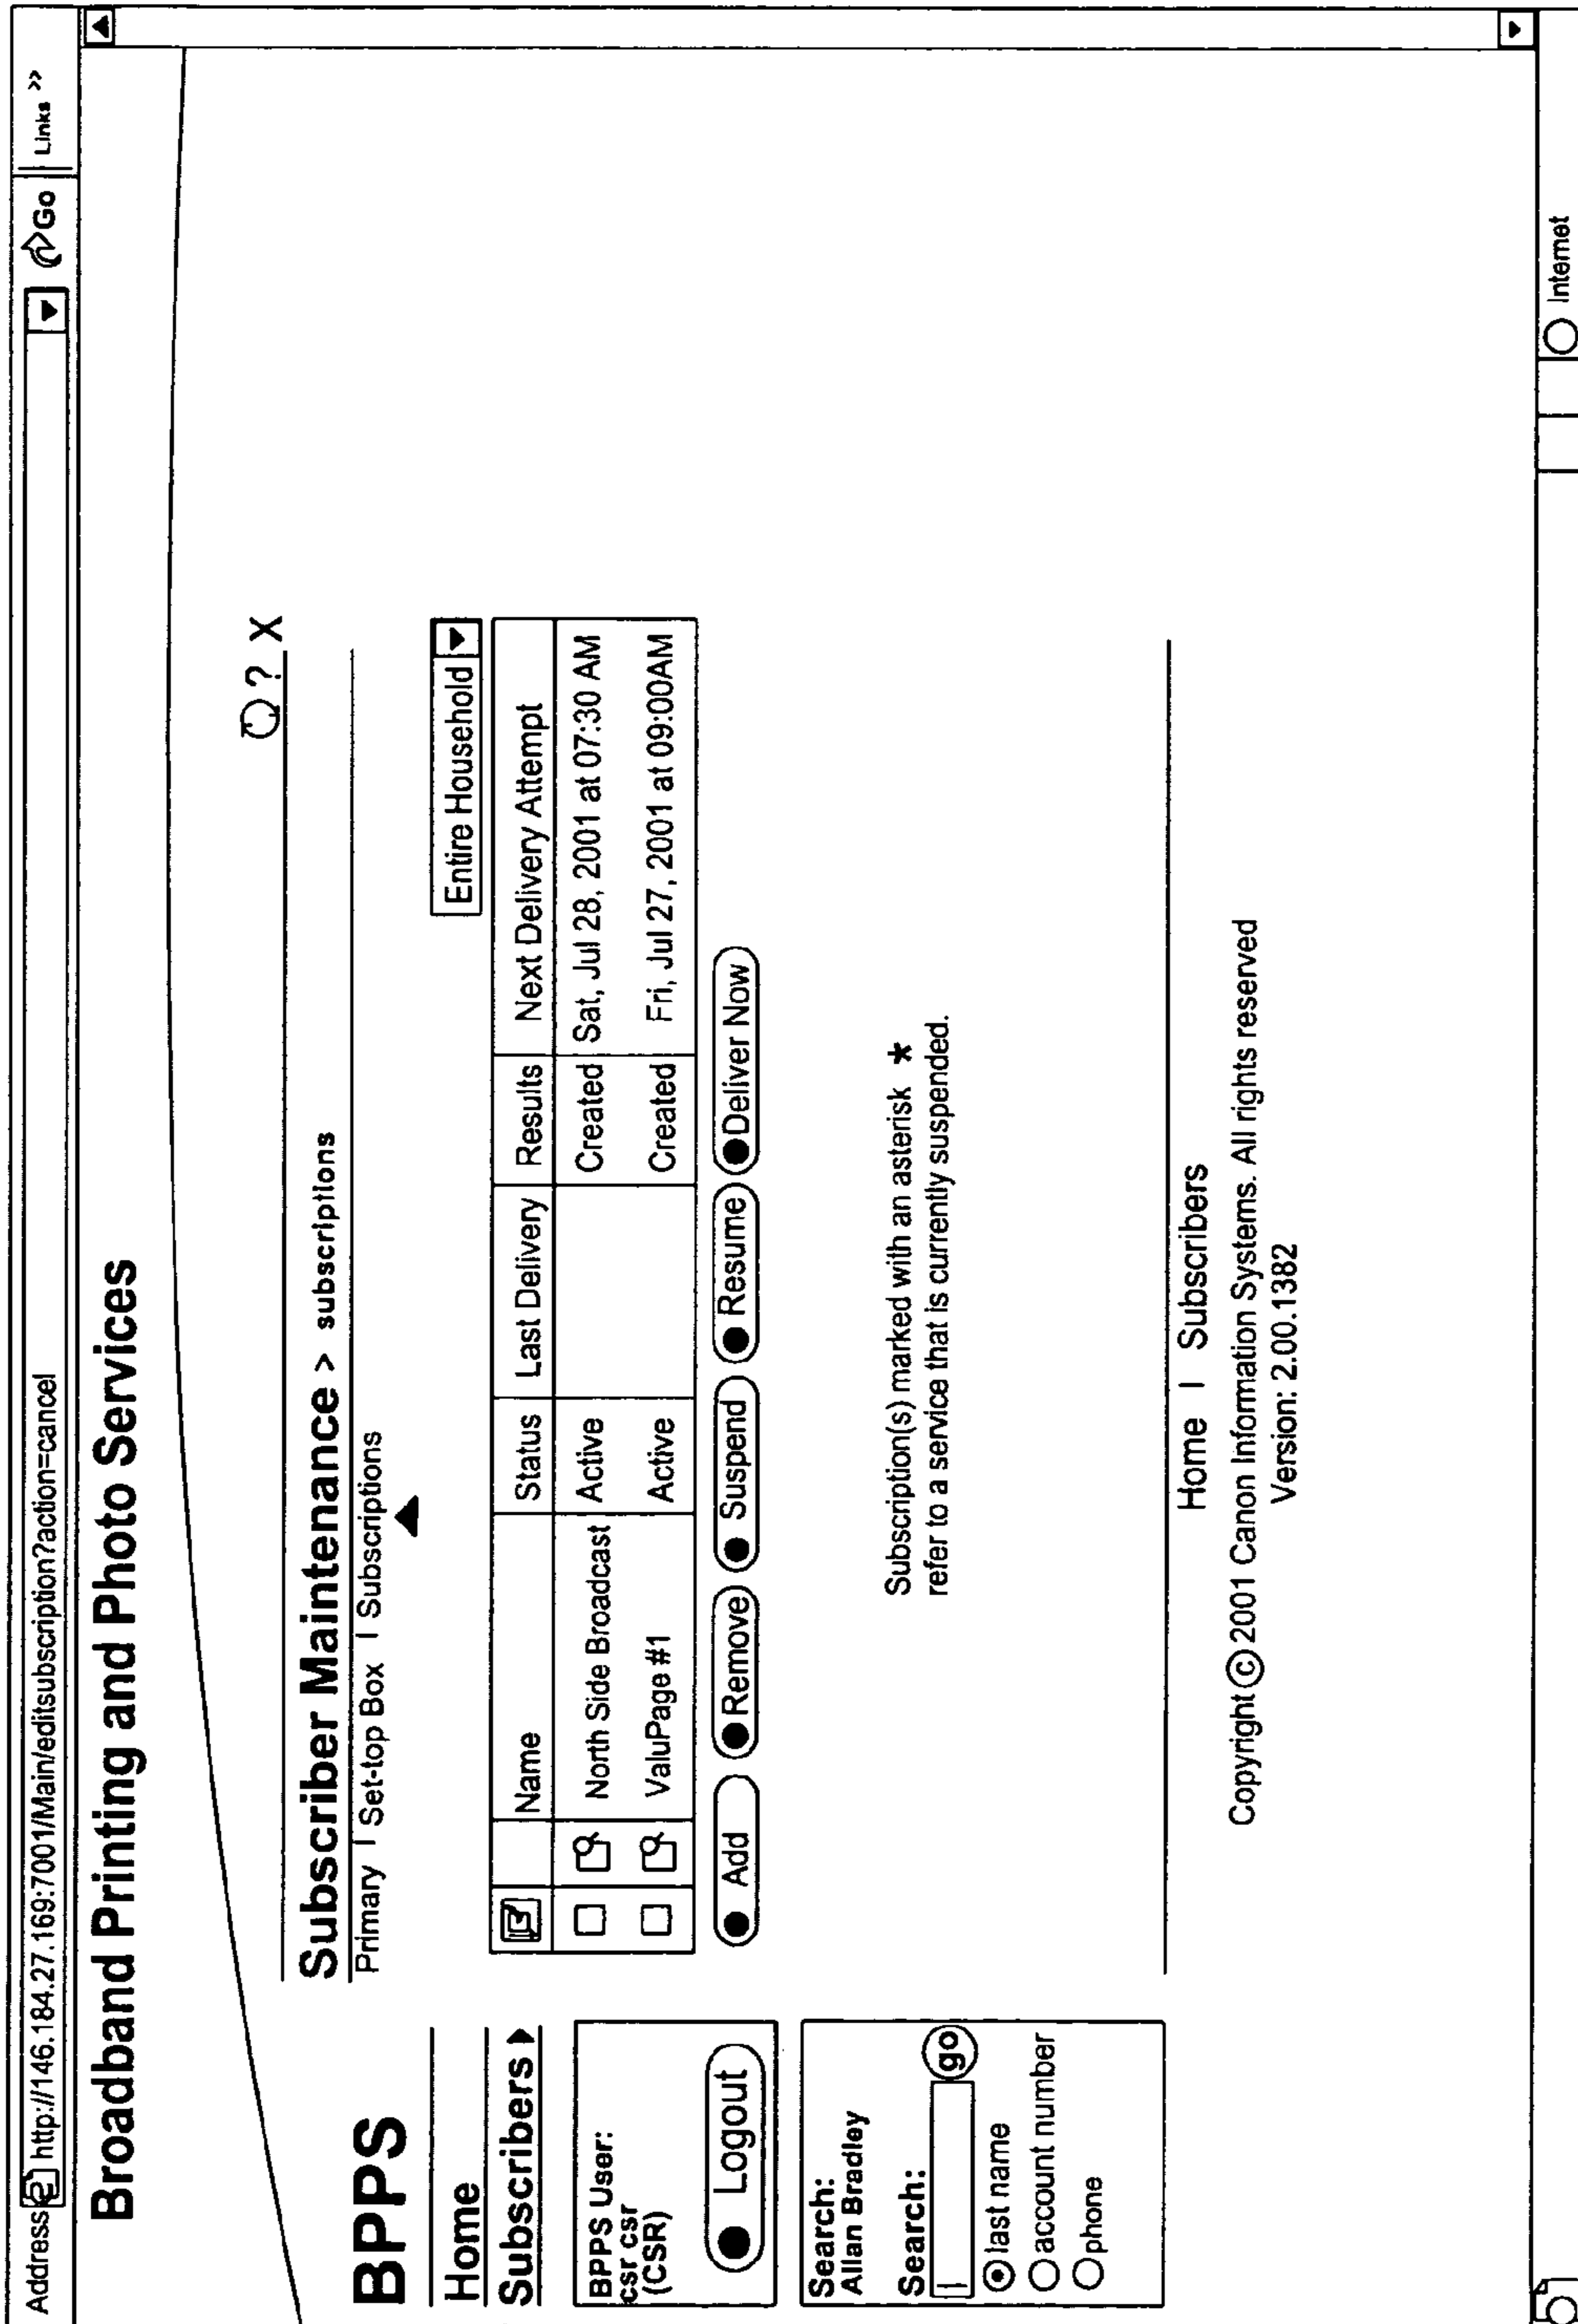 Address http://146.184.27.169:7001/Main/editsubscription?action=cancel Go Links >>
Broadband Printing and Photo Services
? X
BPPS
Home
Subscribers
BPPS User:
csr csr
(CSR)
Logout
Search:
Allan Bradley
Search:
go
last name
account number
phone
Subscriber Maintenance > subscriptions
Primary | Set-top Box | Subscriptions
Entire Household
Name Status Last Delivery Results Next Delivery Attempt
North Side Broadcast Active Created Sat, Jul 28, 2001 at 07:30 AM
ValuPage #1 Active Created Fri, Jul 27, 2001 at 09:00AM
Add Remove Suspend Resume Deliver Now
Subscription(s) marked with an asterisk *
refer to a service that is currently suspended.
Home | Subscribers
Copyright © 2001 Canon Information Systems. All rights reserved
Version: 2.00.1382
Internet